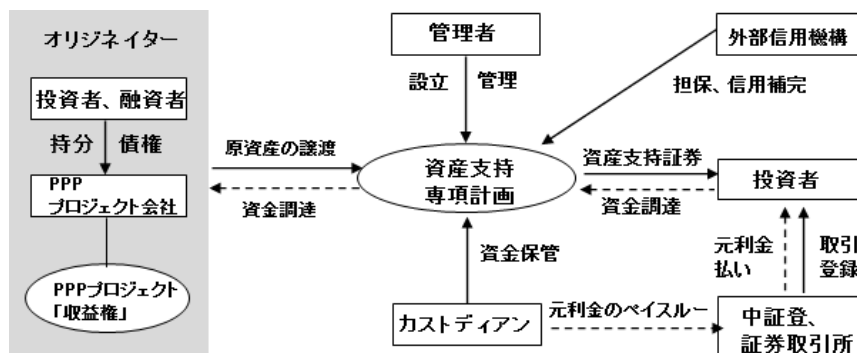 オリジネイター
投資者、融資者
持分
債権
PPP
プロジェクト会社
PPPプロジェクト
「収益権」
原資産の譲渡
資金調達
管理者
設立
管理
資産支持
専項計画
資金保管
カストディアン
外部信用機構
担保、信用補完
資産支持証券
資金調達
投資者
元利金
払い
取引
登録
元利金のペイスルー
中証登、
証券取引所